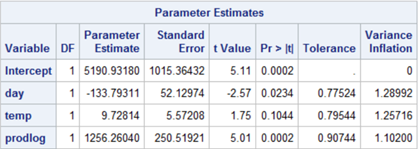 Parameter Estimates
Variable DF Parameter Estimate Standard Error t Value Pr > |t| Tolerance Variance Inflation
Intercept 1 5190.93180 1015.36432 5.11 0.0002 . 0
day 1 -133.79311 52.12974 -2.57 0.0234 0.77524 1.28992
temp 1 9.72814 5.57208 1.75 0.1044 0.79544 1.25716
prodlog 1 1256.26040 250.51921 5.01 0.0002 0.90744 1.10200